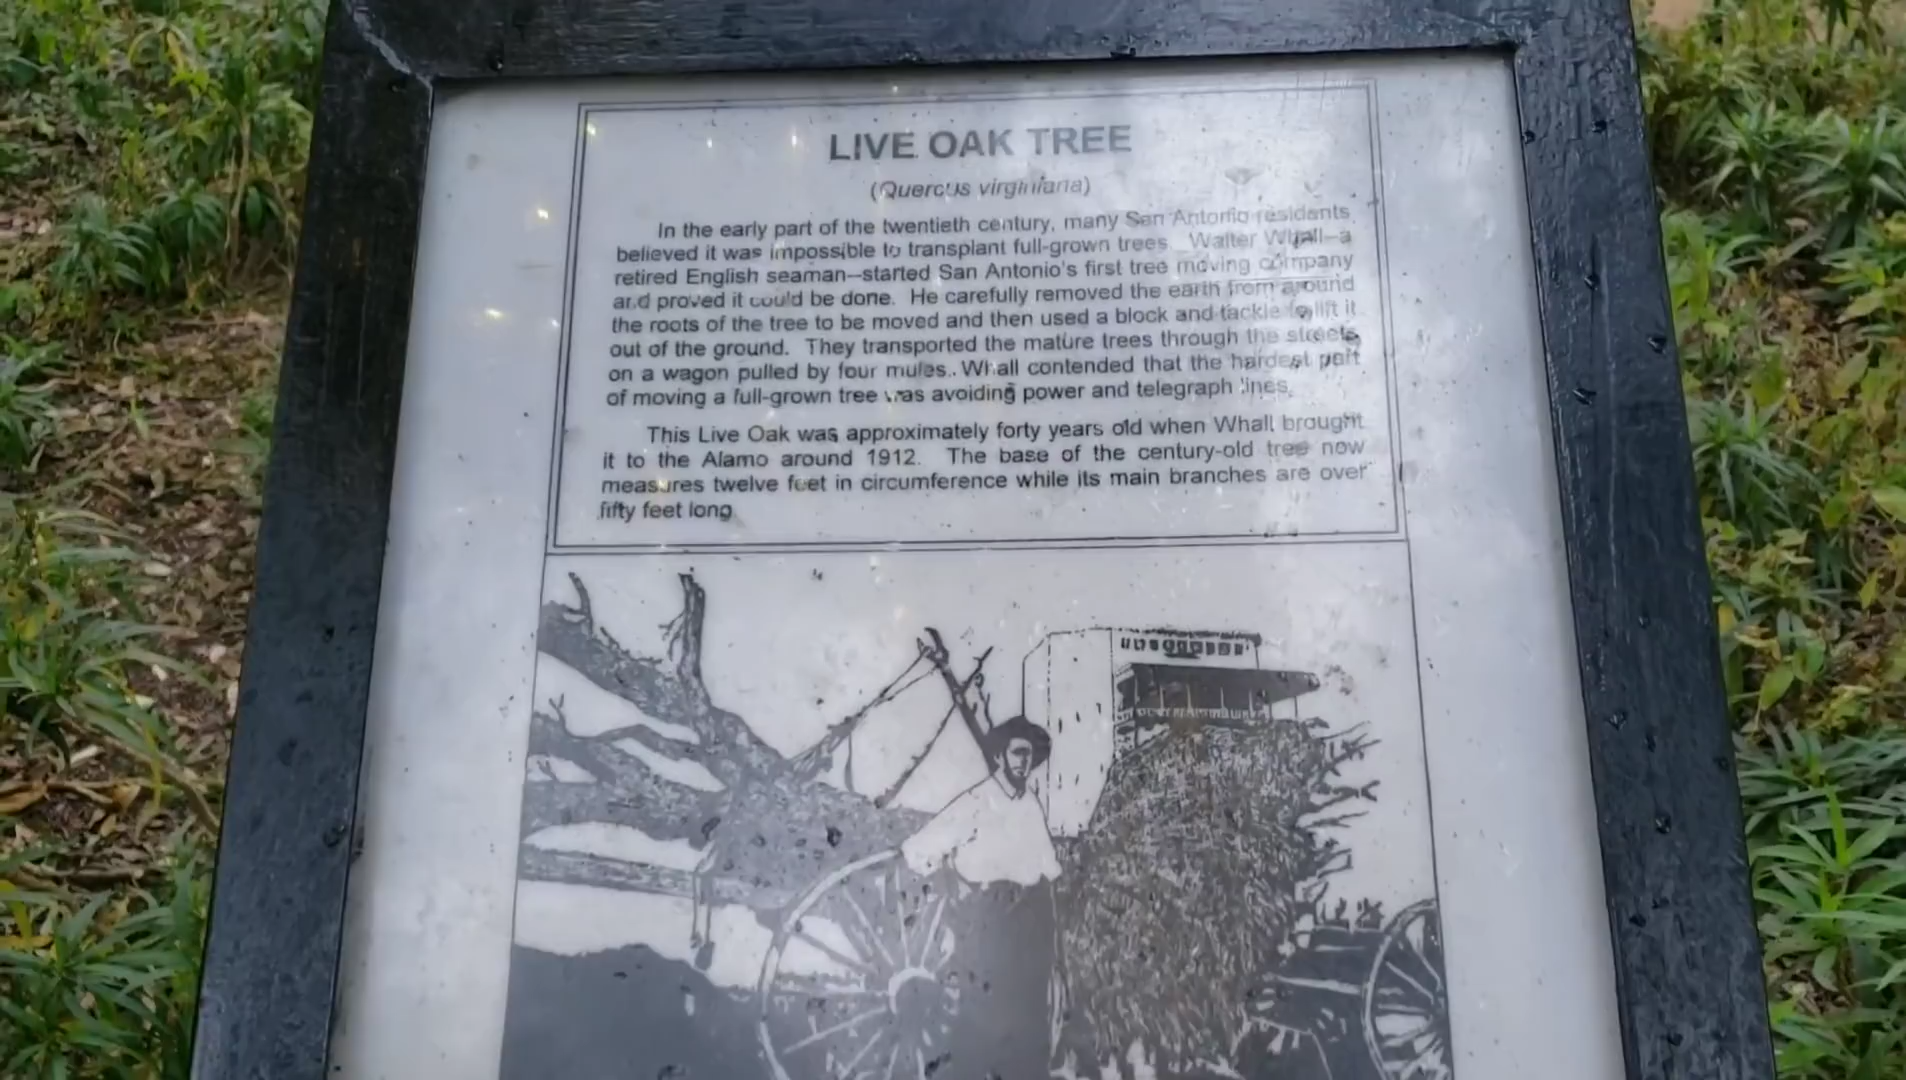 LIVE OAK TREE
(Quercus virginiana)
In the early part of the twentieth century, many San Antonio residents
believed it was impossible to transplant full-grown trees. Walter Whall--a
retired English seaman--started San Antonio's first tree moving company
and proved it could be done. He carefully removed the earth from around
the roots of the tree to be moved and then used a block and tackle to lift it
out of the ground. They transported the mature trees through the streets
on a wagon pulled by four mules. Whall contended that the hardest part
of moving a full-grown tree was avoiding power and telegraph lines.
This Live Oak was approximately forty years old when Whall brought
it to the Alamo around 1912. The base of the century-old tree now
measures twelve feet in circumference while its main branches are over
fifty feet long.